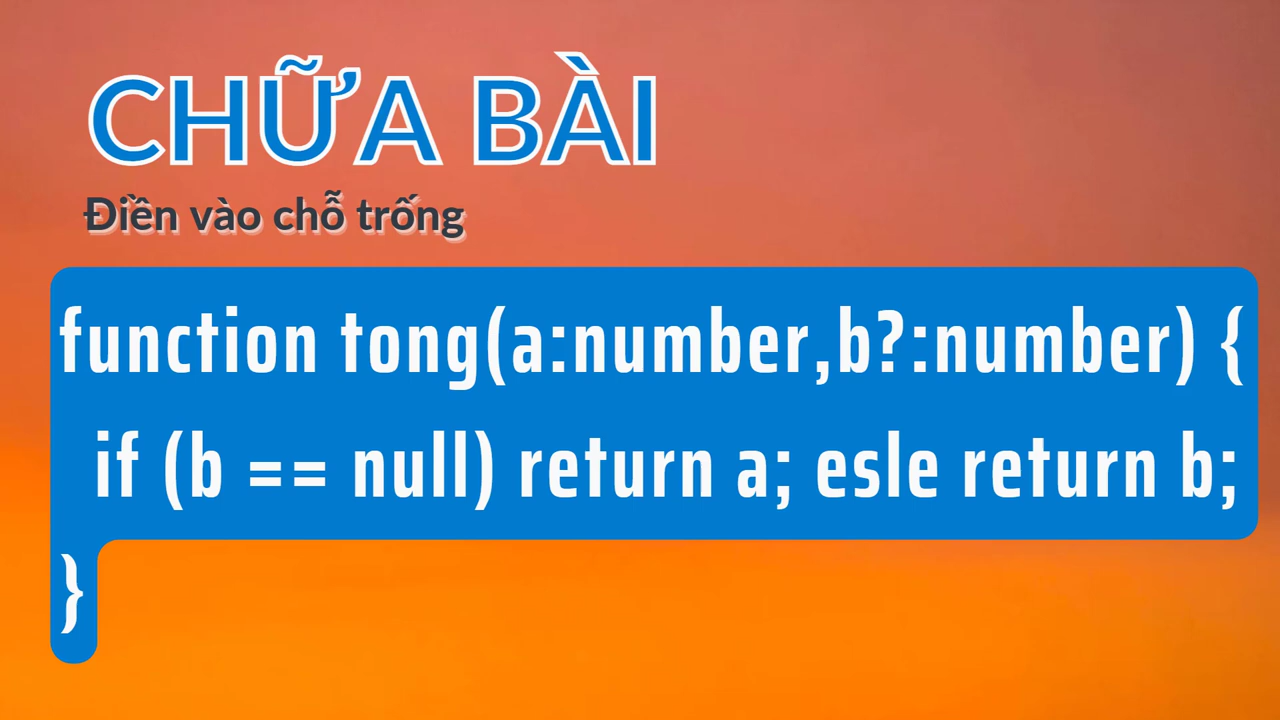 CHỮA BÀI
Điền vào chỗ trống
function tong(a:number,b?:number) {
if (b == null) return a; esle return b;
}